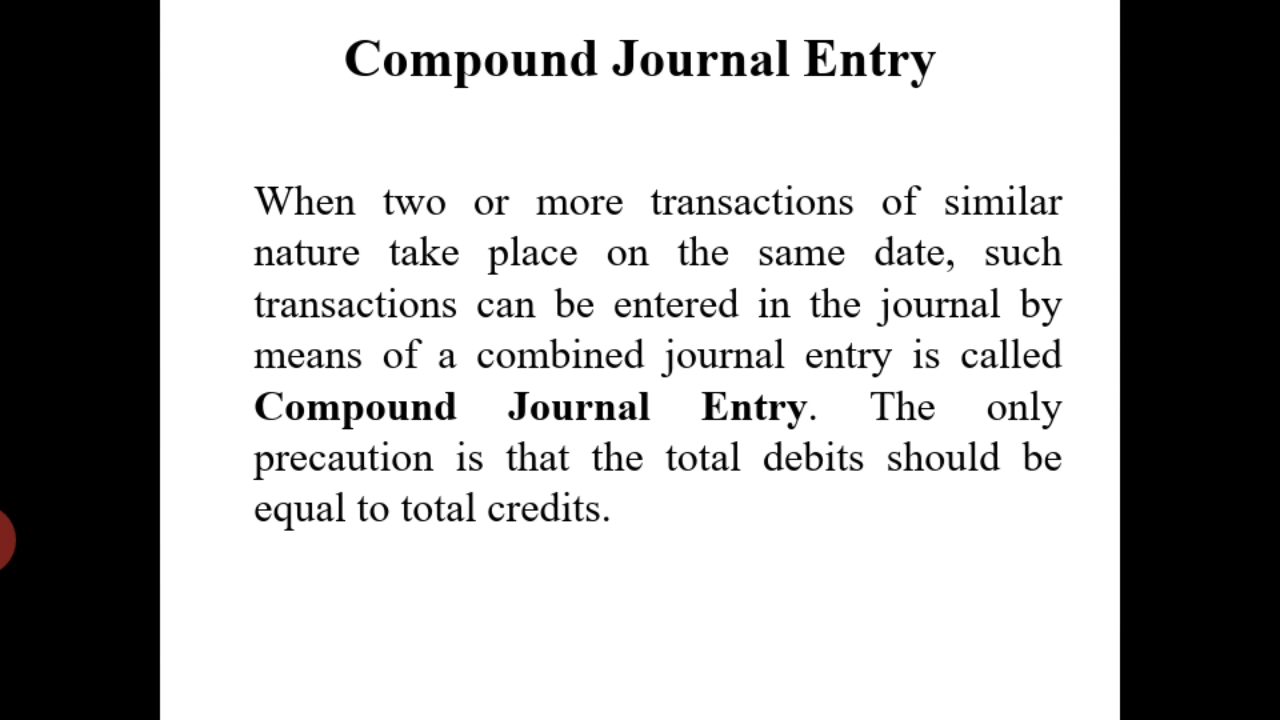 Compound Journal Entry
When two or more transactions of similar
nature take place on the same date, such
transactions can be entered in the journal by
means of a combined journal entry is called
Compound Journal Entry. The only
precaution is that the total debits should be
equal to total credits.